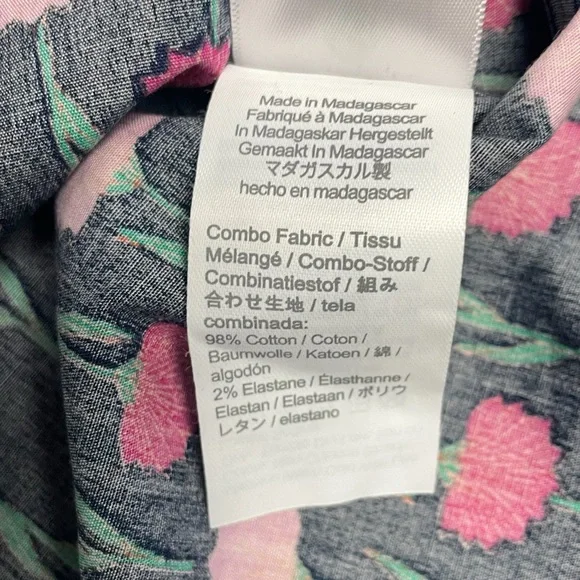 Made in Madagascar
Fabriqué à Madagascar
In Madagaskar Hergestellt
Gemaakt In Madagascar
マダガスカル製
hecho en madagascar
Combo Fabric / Tissu
Mélangé / Combo-Stoff /
Combinatiestof / 組み
合わせ生地 / tela
combinada:
98% Cotton / Coton /
Baumwolle / Katoen / 綿 /
algodón
2% Elastane / Élasthanne /
Elastan / Elastaan / ポリウ
レタン / elastano